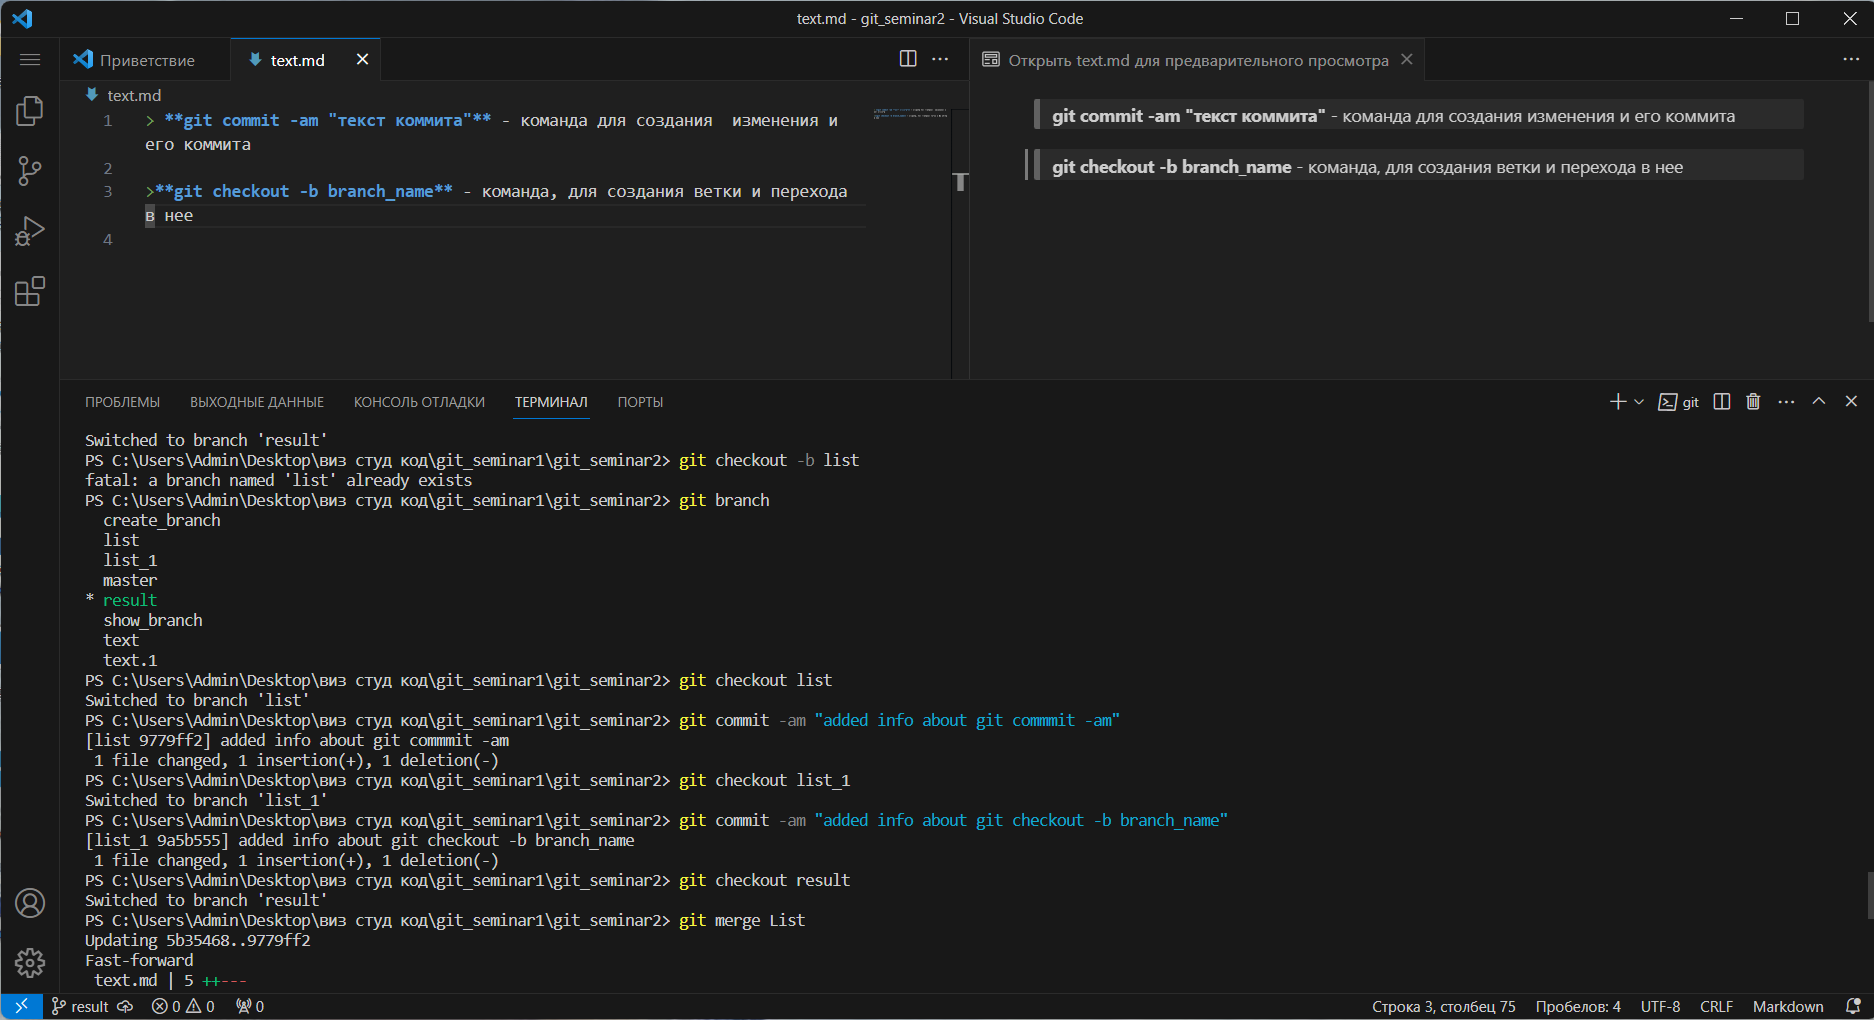 text.md - git_seminar2 - Visual Studio Code
Приветствие
text.md
Открыть text.md для предварительного просмотра
text.md
1 > **git commit -am "текст коммита"** - команда для создания  изменения и
его коммита
2
3 >**git checkout -b branch_name** - команда, для создания ветки и перехода
в нее
4
git commit -am "текст коммита" - команда для создания изменения и его коммита
git checkout -b branch_name - команда, для создания ветки и перехода в нее
ПРОБЛЕМЫ ВЫХОДНЫЕ ДАННЫЕ КОНСОЛЬ ОТЛАДКИ ТЕРМИНАЛ ПОРТЫ
git
Switched to branch 'result'
PS C:\Users\Admin\Desktop\виз студ код\git_seminar1\git_seminar2> git checkout -b list
fatal: a branch named 'list' already exists
PS C:\Users\Admin\Desktop\виз студ код\git_seminar1\git_seminar2> git branch
create_branch
list
list_1
master
* result
show_branch
text
text.1
PS C:\Users\Admin\Desktop\виз студ код\git_seminar1\git_seminar2> git checkout list
Switched to branch 'list'
PS C:\Users\Admin\Desktop\виз студ код\git_seminar1\git_seminar2> git commit -am "added info about git commmit -am"
[list 9779ff2] added info about git commmit -am
1 file changed, 1 insertion(+), 1 deletion(-)
PS C:\Users\Admin\Desktop\виз студ код\git_seminar1\git_seminar2> git checkout list_1
Switched to branch 'list_1'
PS C:\Users\Admin\Desktop\виз студ код\git_seminar1\git_seminar2> git commit -am "added info about git checkout -b branch_name"
[list_1 9a5b555] added info about git checkout -b branch_name
1 file changed, 1 insertion(+), 1 deletion(-)
PS C:\Users\Admin\Desktop\виз студ код\git_seminar1\git_seminar2> git checkout result
Switched to branch 'result'
PS C:\Users\Admin\Desktop\виз студ код\git_seminar1\git_seminar2> git merge List
Updating 5b35468..9779ff2
Fast-forward
text.md | 5 ++---
result 0 0 0 Строка 3, столбец 75 Пробелов: 4 UTF-8 CRLF Markdown